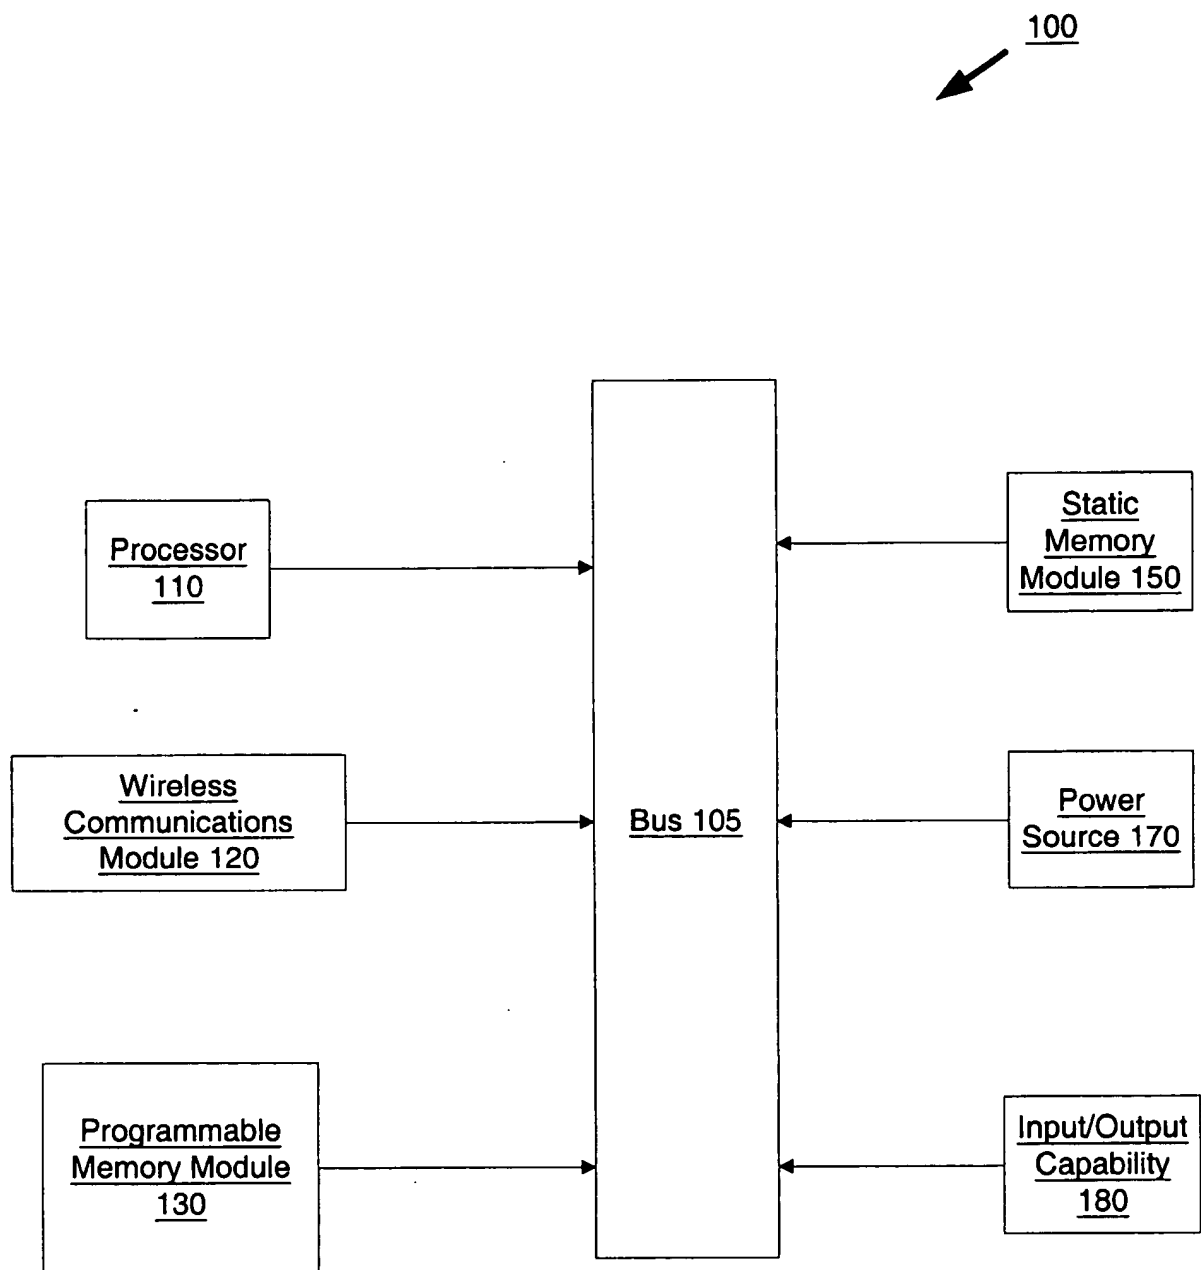 100
Processor
110
Wireless
Communications
Module 120
Programmable
Memory Module
130
Bus 105
Static
Memory
Module 150
Power
Source 170
Input/Output
Capability
180